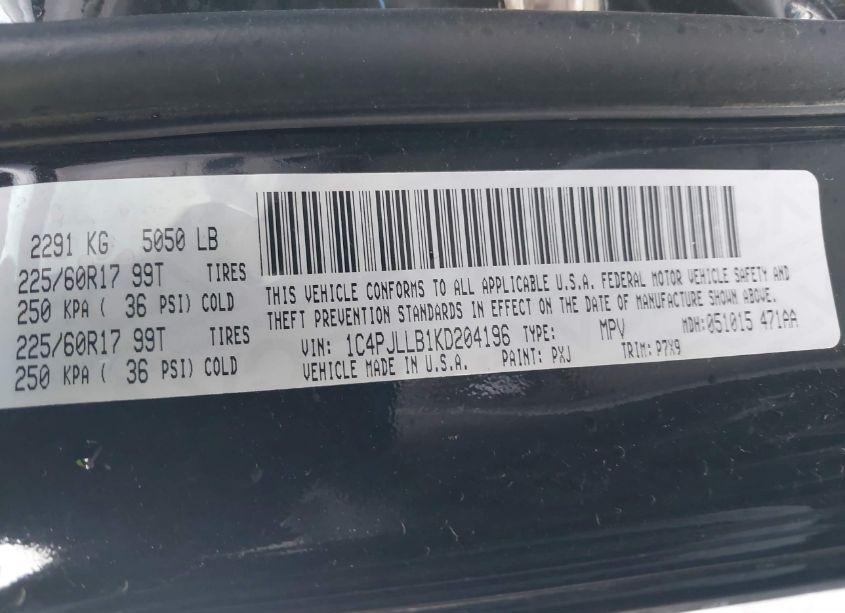 2291 KG 5050 LB
225/60R17 99T TIRES
250 KPA ( 36 PSI) COLD
225/60R17 99T TIRES
250 KPA ( 36 PSI) COLD
THIS VEHICLE CONFORMS TO ALL APPLICABLE U.S.A. FEDERAL MOTOR VEHICLE SAFETY AND
THEFT PREVENTION STANDARDS IN EFFECT ON THE DATE OF MANUFACTURE SHOWN ABOVE.
VIN: 1C4PJLLB1KD204196 TYPE: MPV MDH:051015 471AA
VEHICLE MADE IN U.S.A. PAINT: PXJ TRIM: P7X9